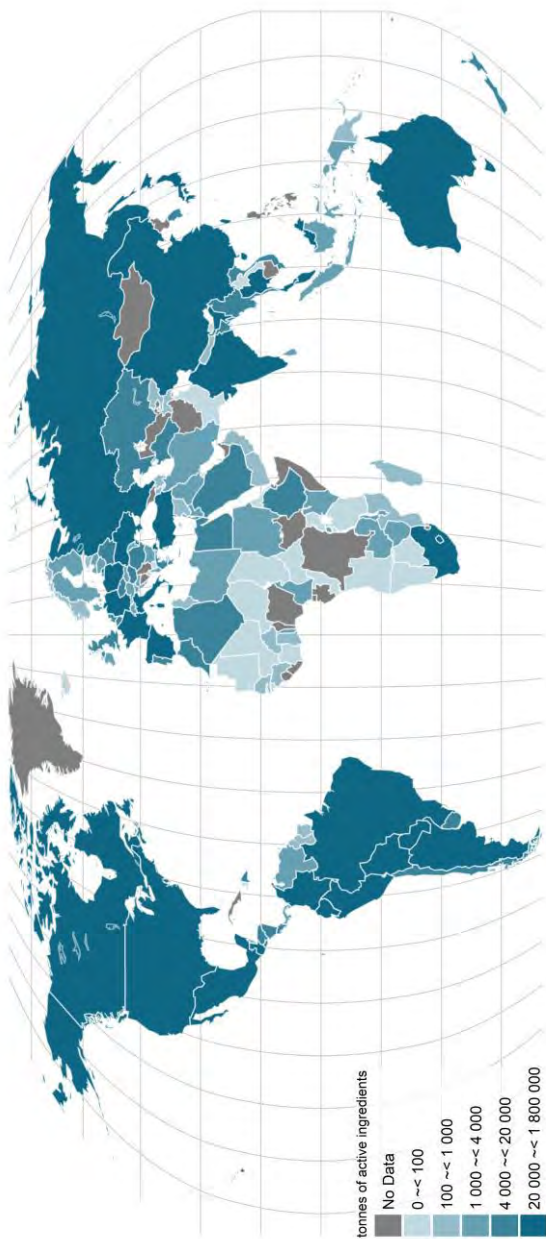 tonnes of active ingredients
No Data
0 ~< 100
100 ~< 1 000
1 000 ~< 4 000
4 000 ~< 20 000
20 000 ~< 1 800 000